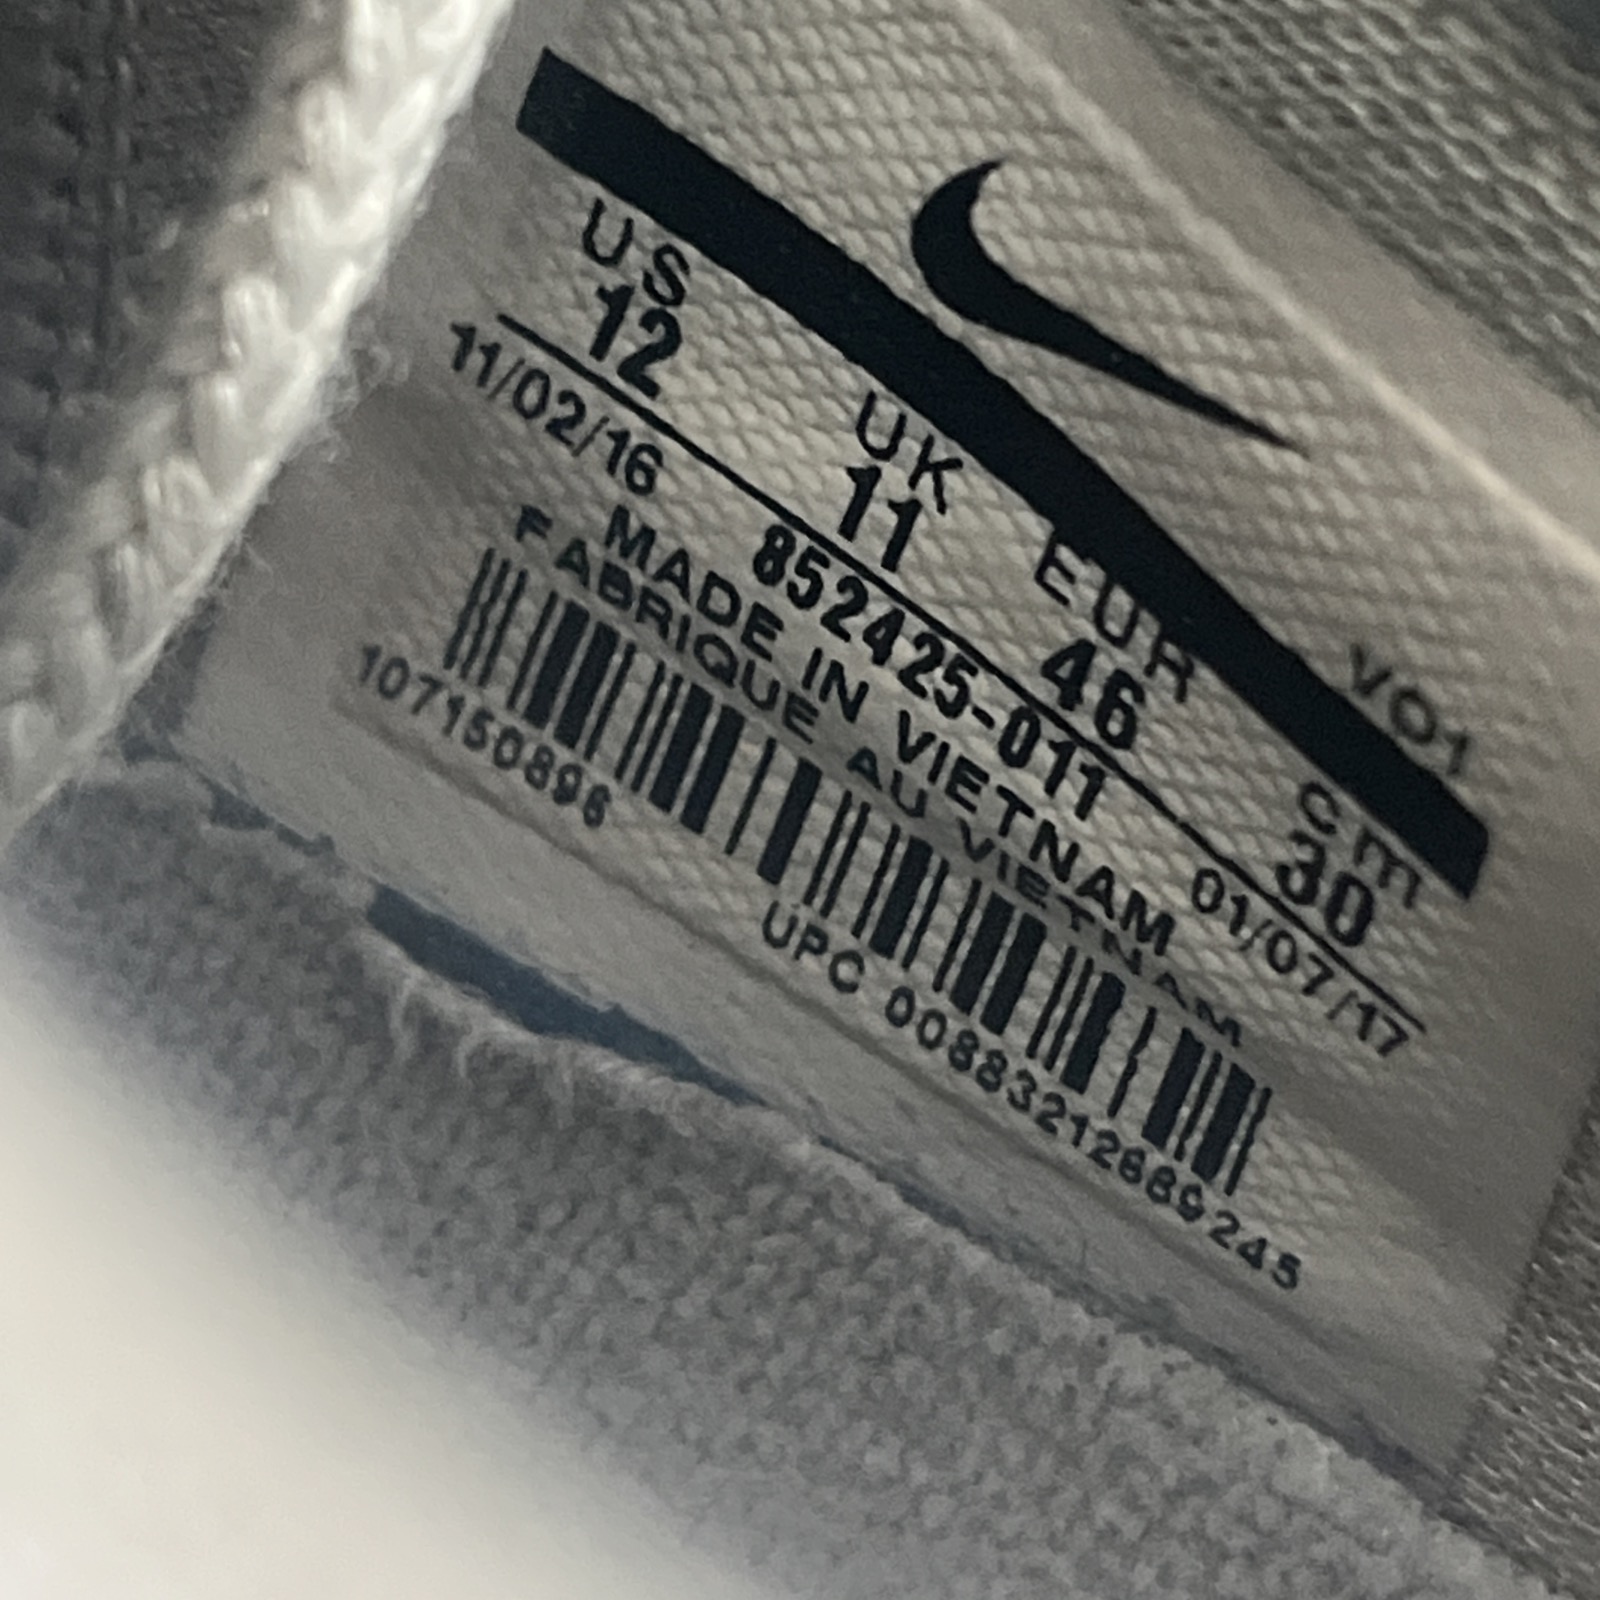 VO1
US UK EUR cm
12 11 46 30
11/02/16 852425-011 01/07/17
MADE IN VIETNAM
FABRIQUE AU VIETNAM
107150896
UPC 00883212689245